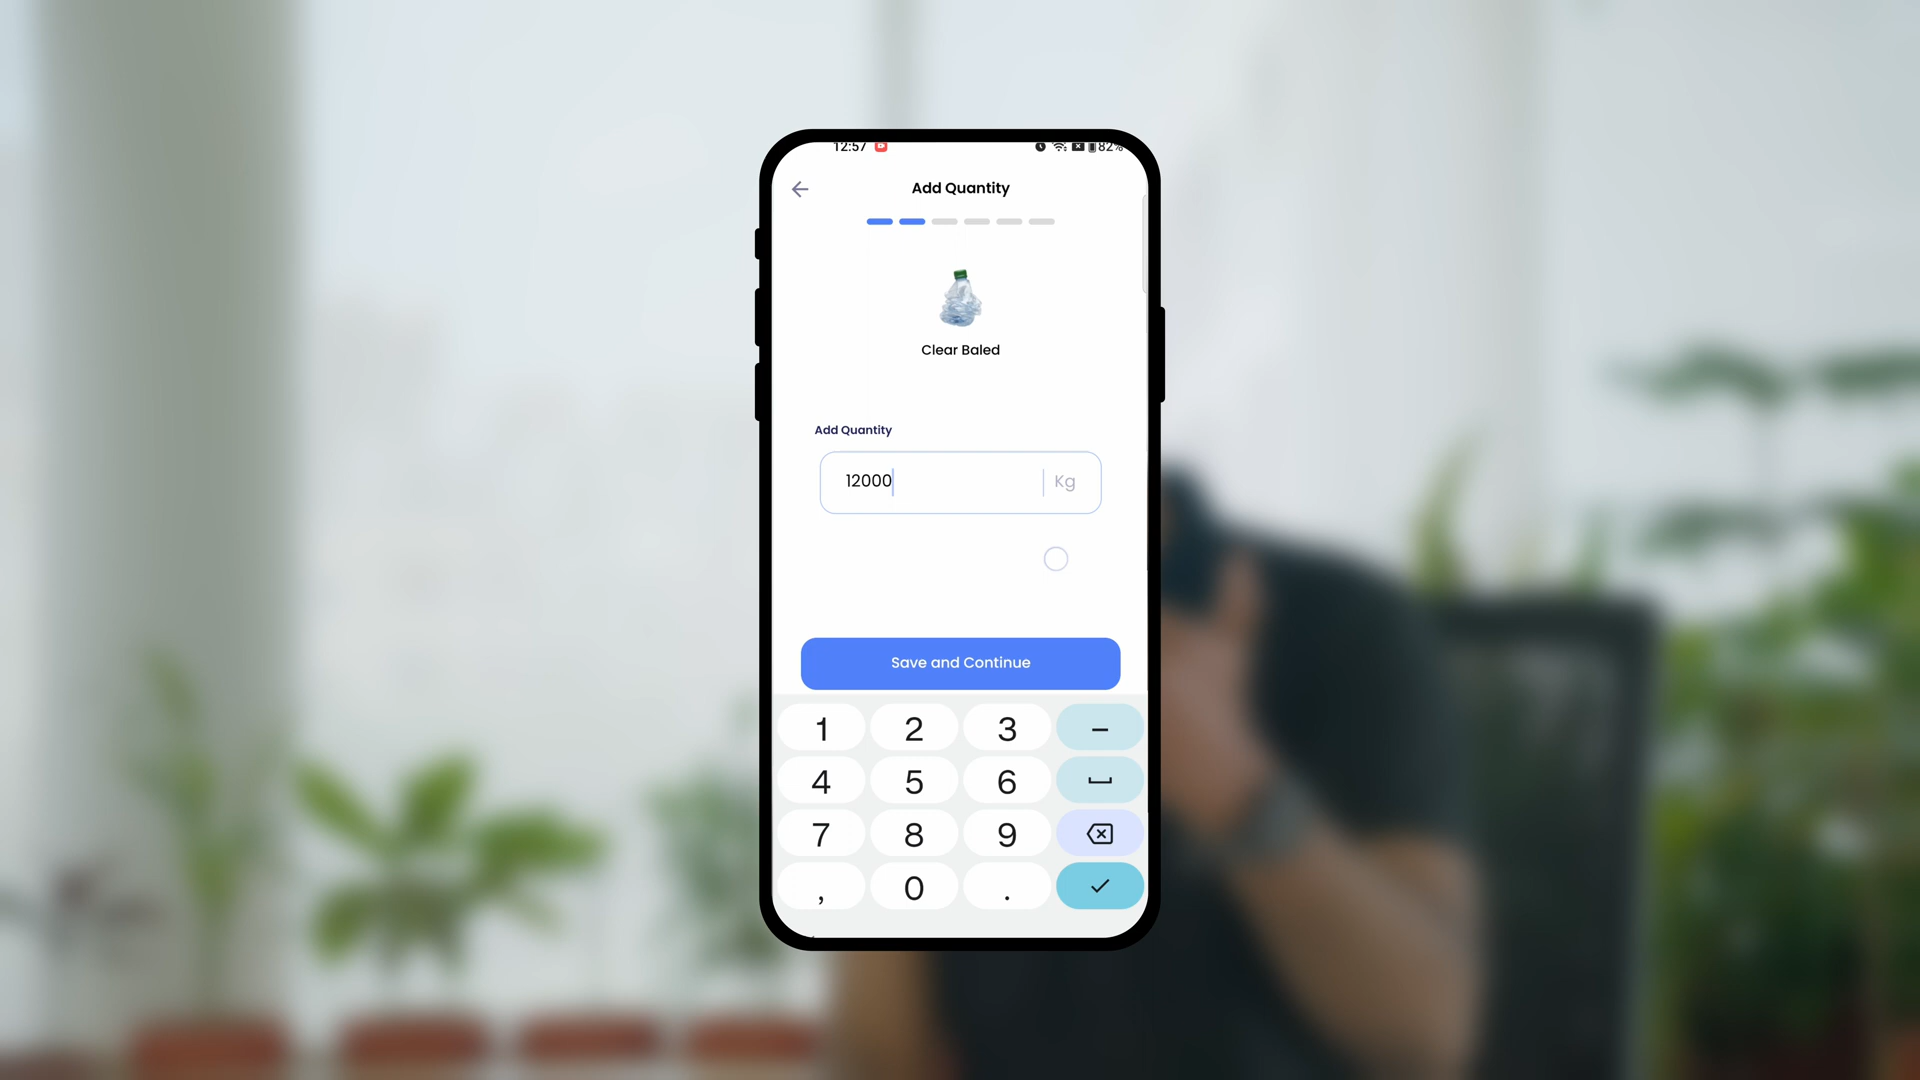 12:57 82%
Add Quantity
Clear Baled
Add Quantity
12000 Kg
Save and Continue
1 2 3 -
4 5 6
7 8 9
, 0 .